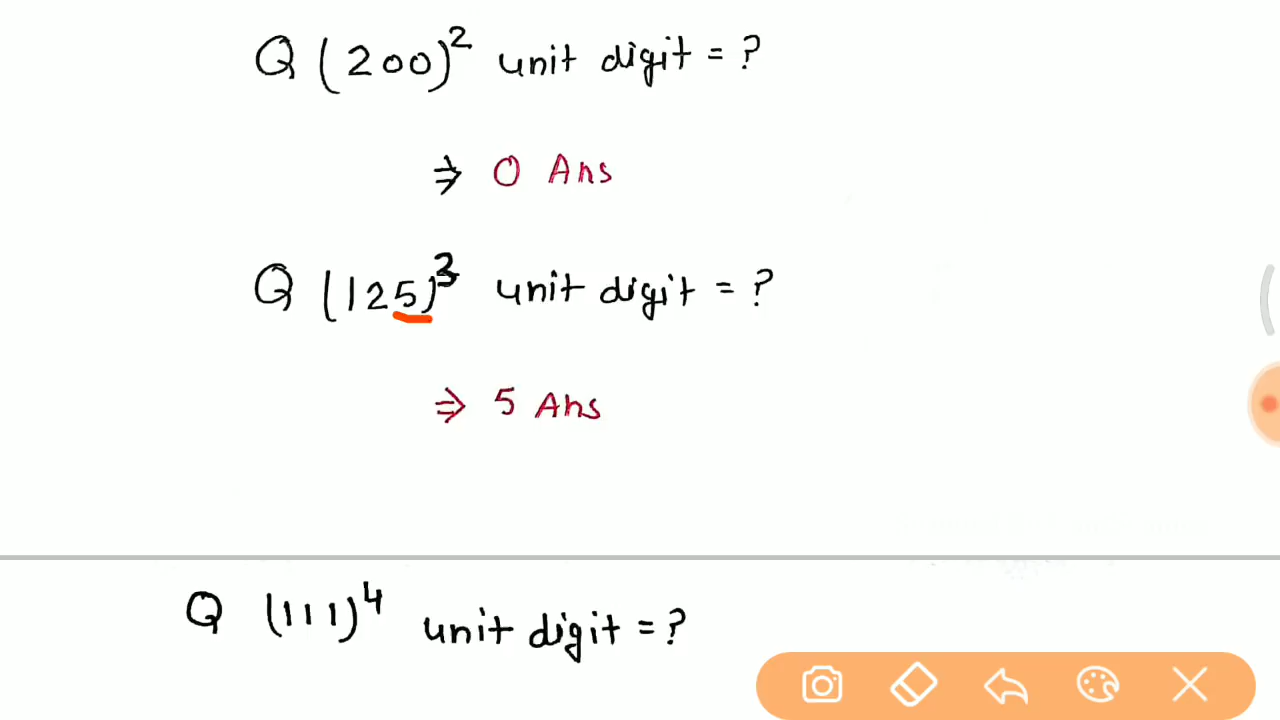 Q (200)² unit digit = ?
⇒ 0 Ans
Q (125)³ unit digit = ?
⇒ 5 Ans
Q (111)⁴ unit digit = ?